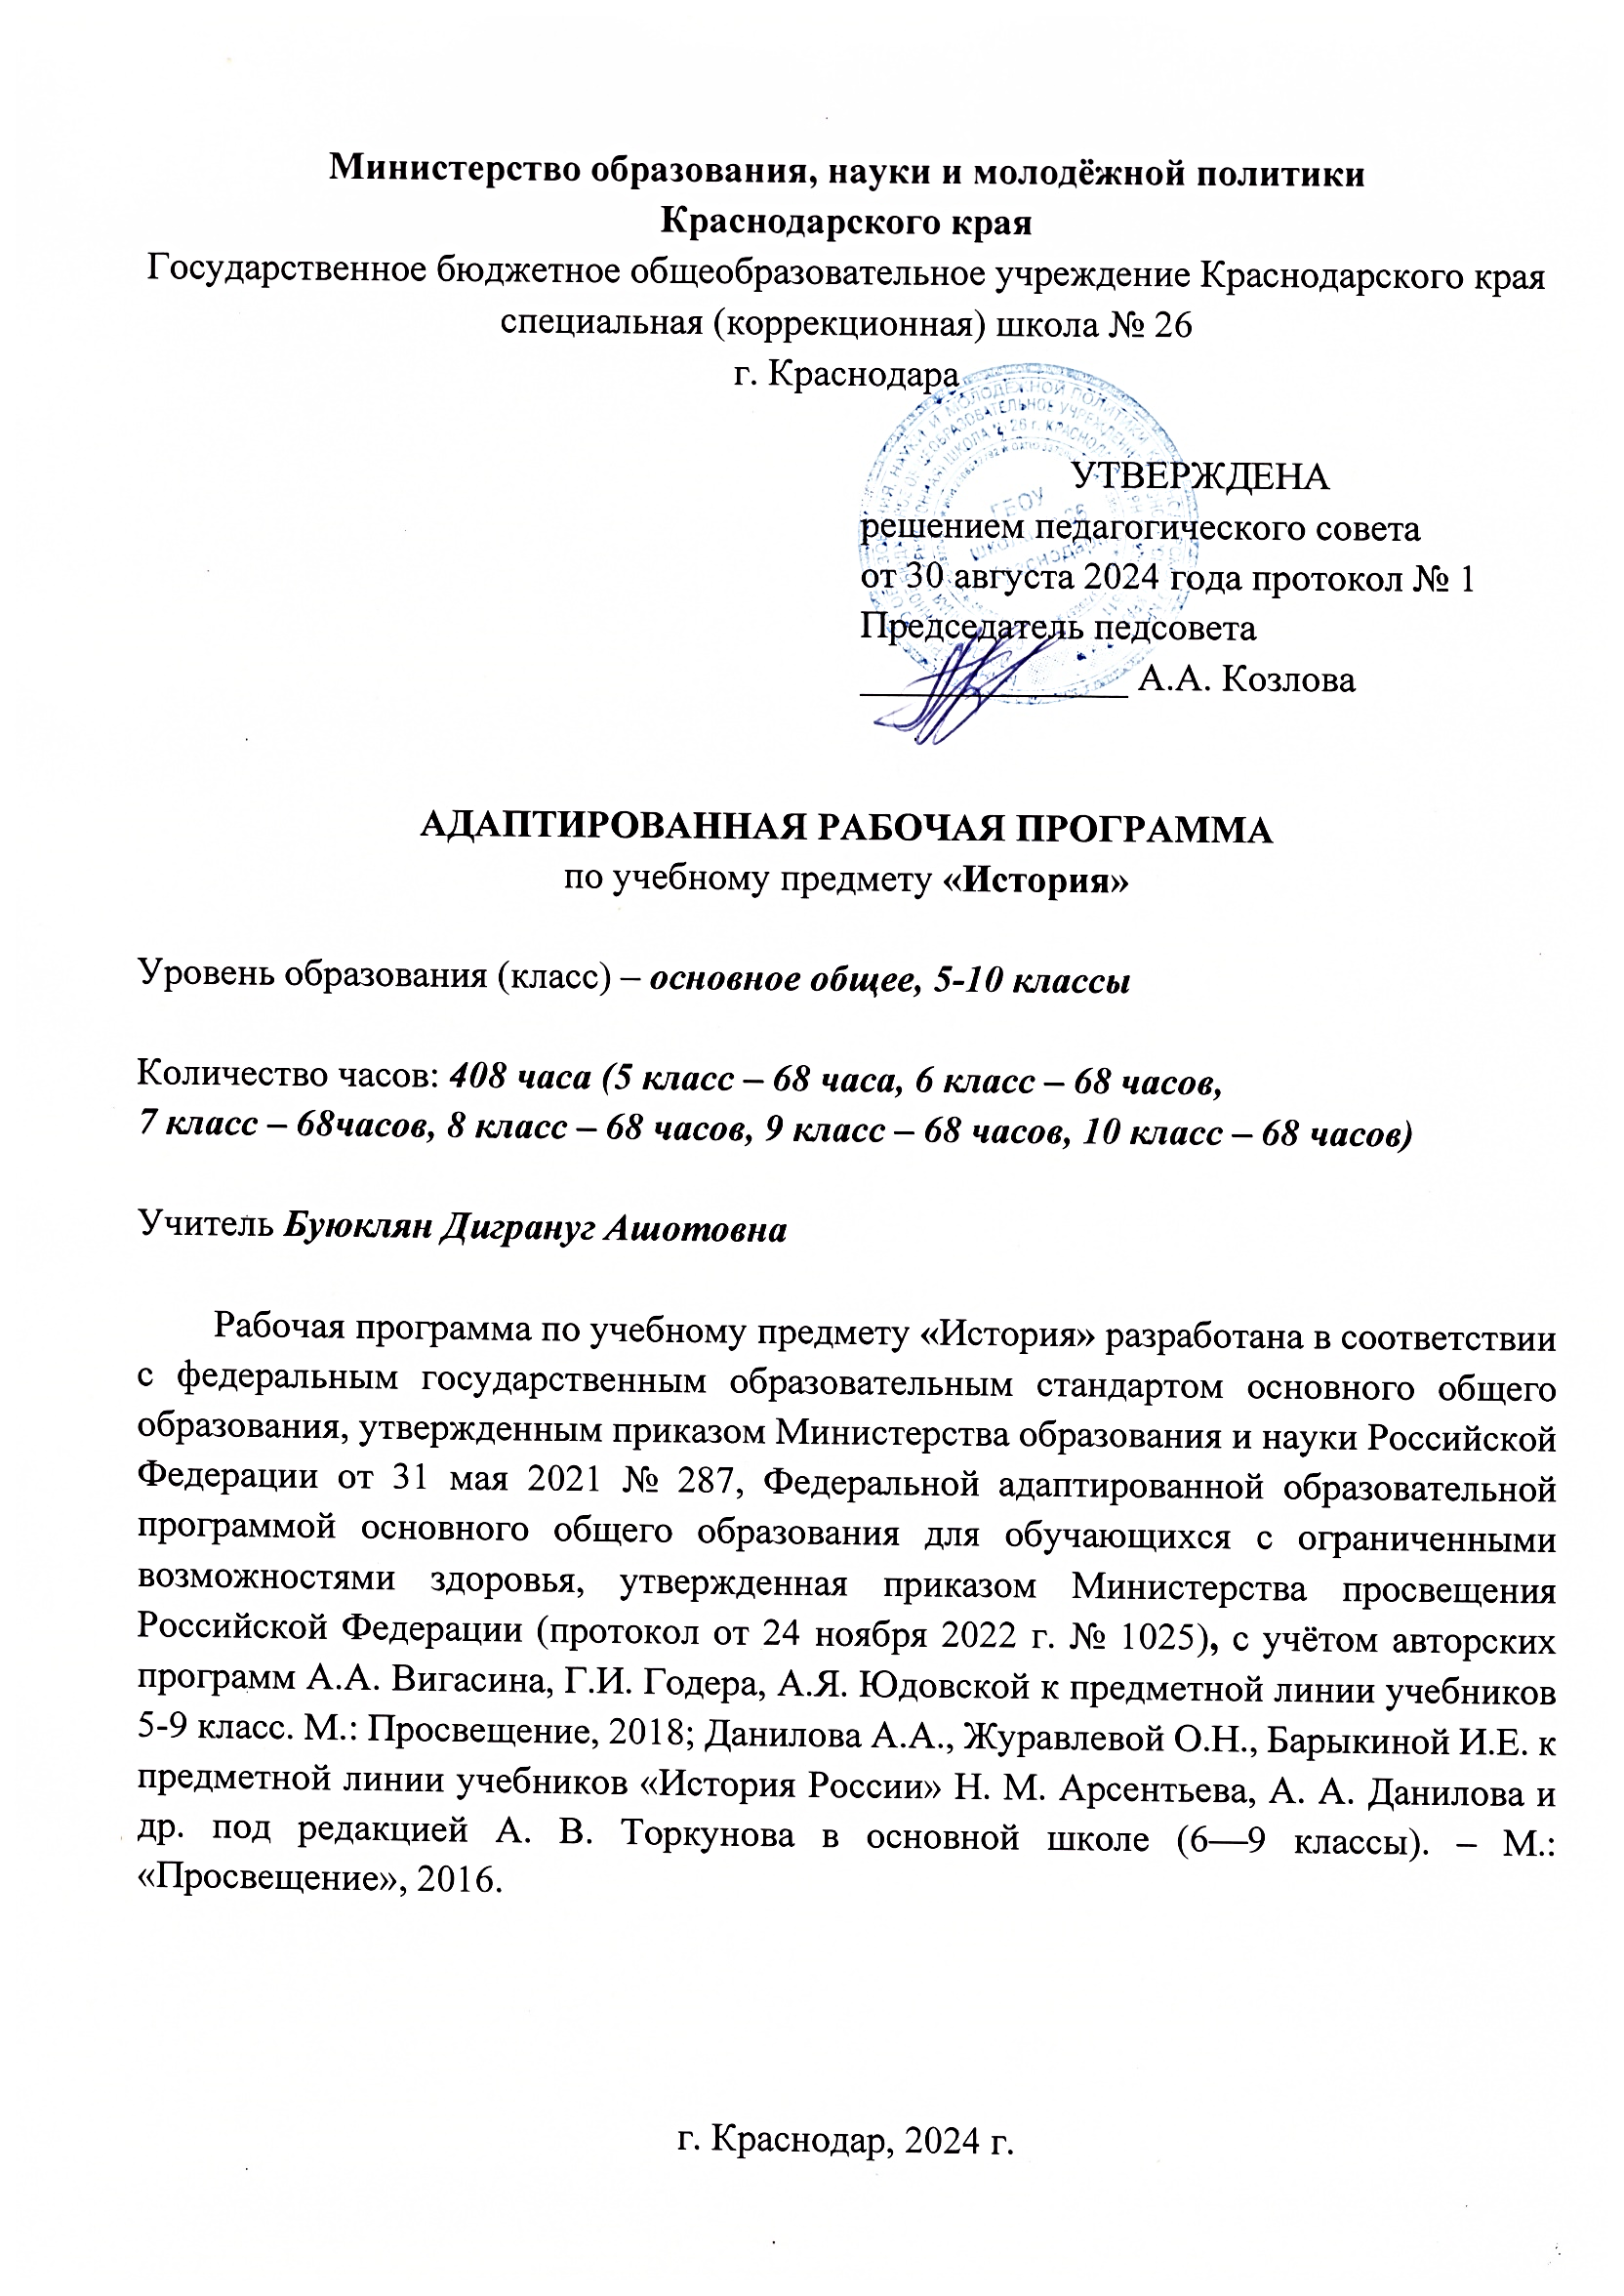 Министерство образования, науки и молодёжной политики
Краснодарского края
Государственное бюджетное общеобразовательное учреждение Краснодарского края
специальная (коррекционная) школа № 26
г. Краснодара
УТВЕРЖДЕНА
решением педагогического совета
от 30 августа 2024 года протокол № 1
Председатель педсовета
______________ А.А. Козлова
АДАПТИРОВАННАЯ РАБОЧАЯ ПРОГРАММА
по учебному предмету «История»
Уровень образования (класс) – основное общее, 5-10 классы
Количество часов: 408 часа (5 класс – 68 часа, 6 класс – 68 часов,
7 класс – 68часов, 8 класс – 68 часов, 9 класс – 68 часов, 10 класс – 68 часов)
Учитель Буюклян Дигрануг Ашотовна
Рабочая программа по учебному предмету «История» разработана в соответствии
с федеральным государственным образовательным стандартом основного общего
образования, утвержденным приказом Министерства образования и науки Российской
Федерации от 31 мая 2021 № 287, Федеральной адаптированной образовательной
программой основного общего образования для обучающихся с ограниченными
возможностями здоровья, утвержденная приказом Министерства просвещения
Российской Федерации (протокол от 24 ноября 2022 г. № 1025), с учётом авторских
программ А.А. Вигасина, Г.И. Годера, А.Я. Юдовской к предметной линии учебников
5-9 класс. М.: Просвещение, 2018; Данилова А.А., Журавлевой О.Н., Барыкиной И.Е. к
предметной линии учебников «История России» Н. М. Арсентьева, А. А. Данилова и
др. под редакцией А. В. Торкунова в основной школе (6—9 классы). – М.:
«Просвещение», 2016.
г. Краснодар, 2024 г.